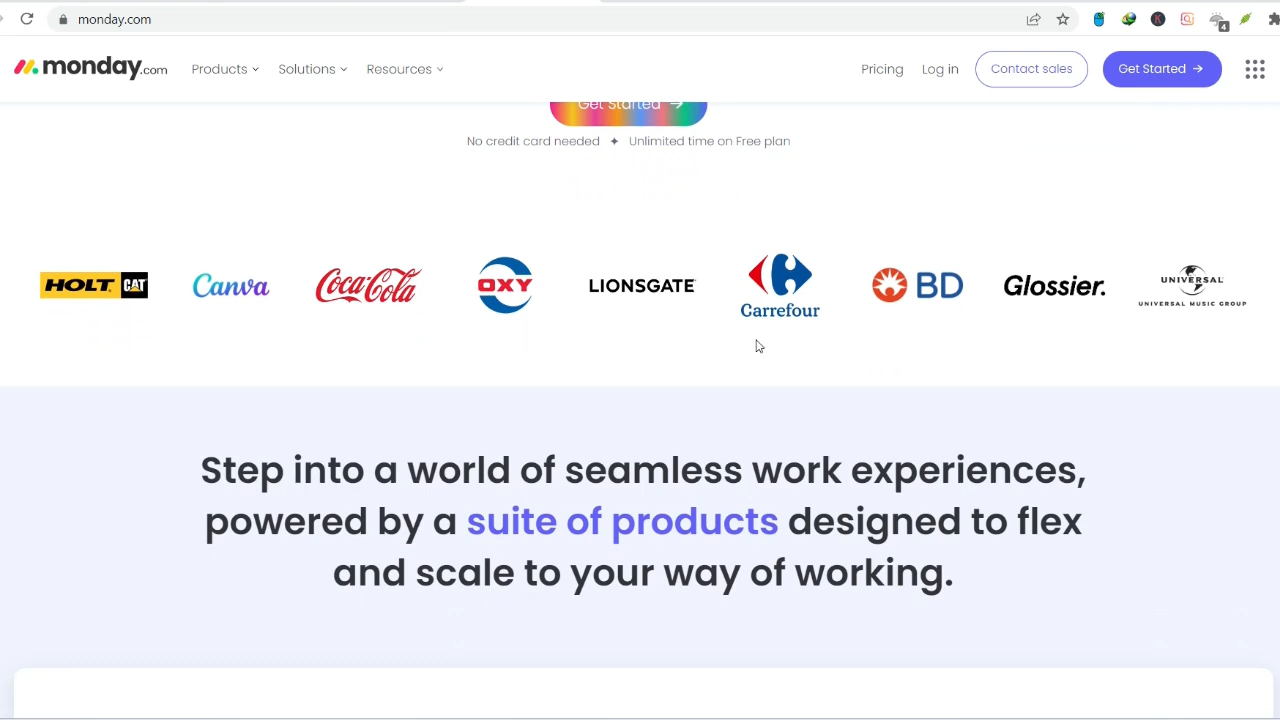 monday.com
4
monday.com
Products
Solutions
Resources
Pricing
Log in
Contact sales
Get Started →
Get Started →
No credit card needed ✦ Unlimited time on Free plan
HOLT CAT
Canva
Coca-Cola
OXY
LIONSGATE
Carrefour
BD
Glossier.
UNIVERSAL
UNIVERSAL MUSIC GROUP
Step into a world of seamless work experiences,
powered by a suite of products designed to flex
and scale to your way of working.